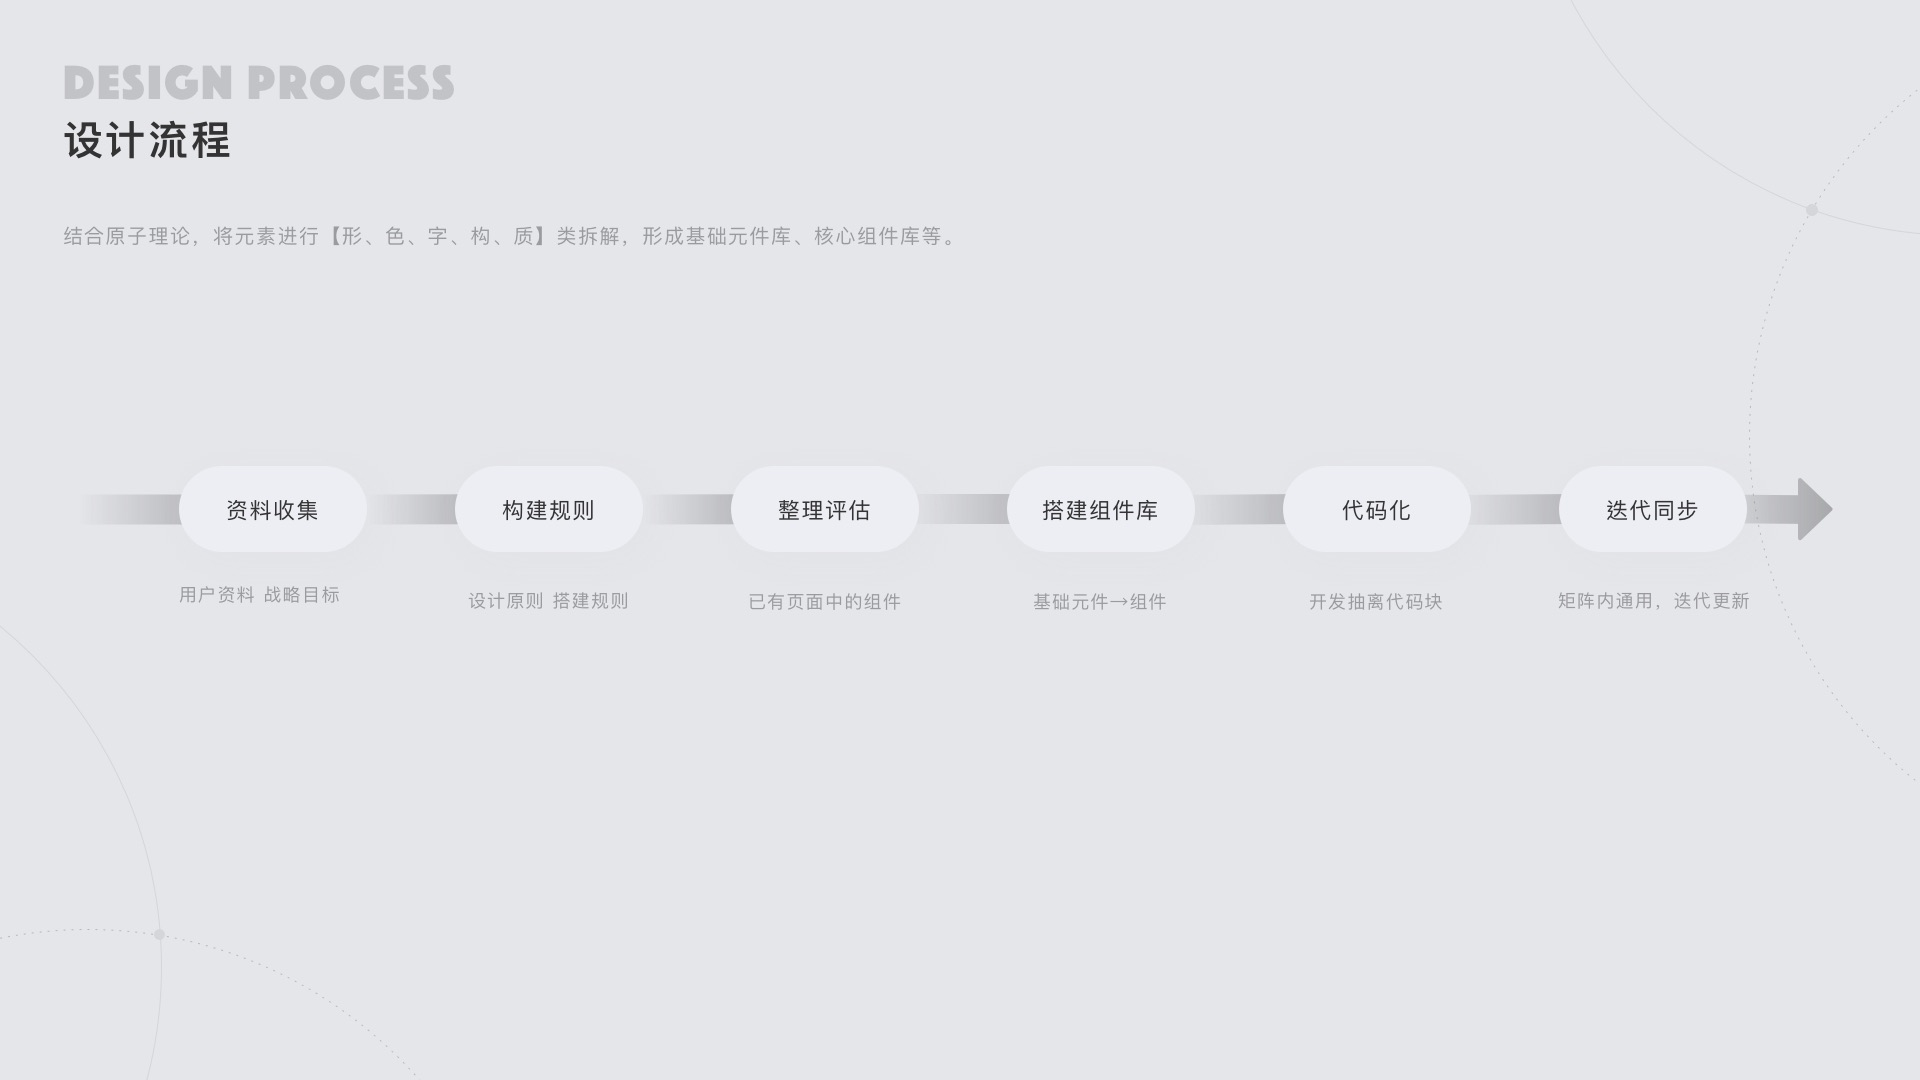 DESIGN PROCESS
设计流程
结合原子理论，将元素进行【形、色、字、构、质】类拆解，形成基础元件库、核心组件库等。
资料收集
构建规则
整理评估
搭建组件库
代码化
迭代同步
用户资料 战略目标
设计原则 搭建规则
已有页面中的组件
基础元件→组件
开发抽离代码块
矩阵内通用，迭代更新